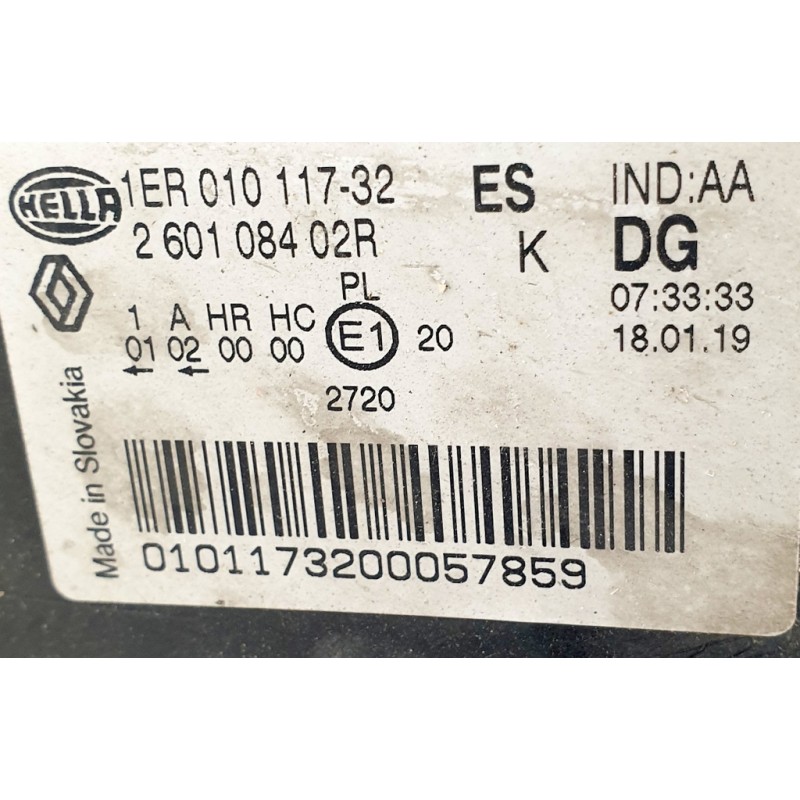 HELLA 1ER 010 117-32 ES IND:AA
2 601 084 02R K DG
07:33:33
18.01.19
PL
1 A HR HC E1 20
01 02 00 00
2720
Made in Slovakia
0101173200057859